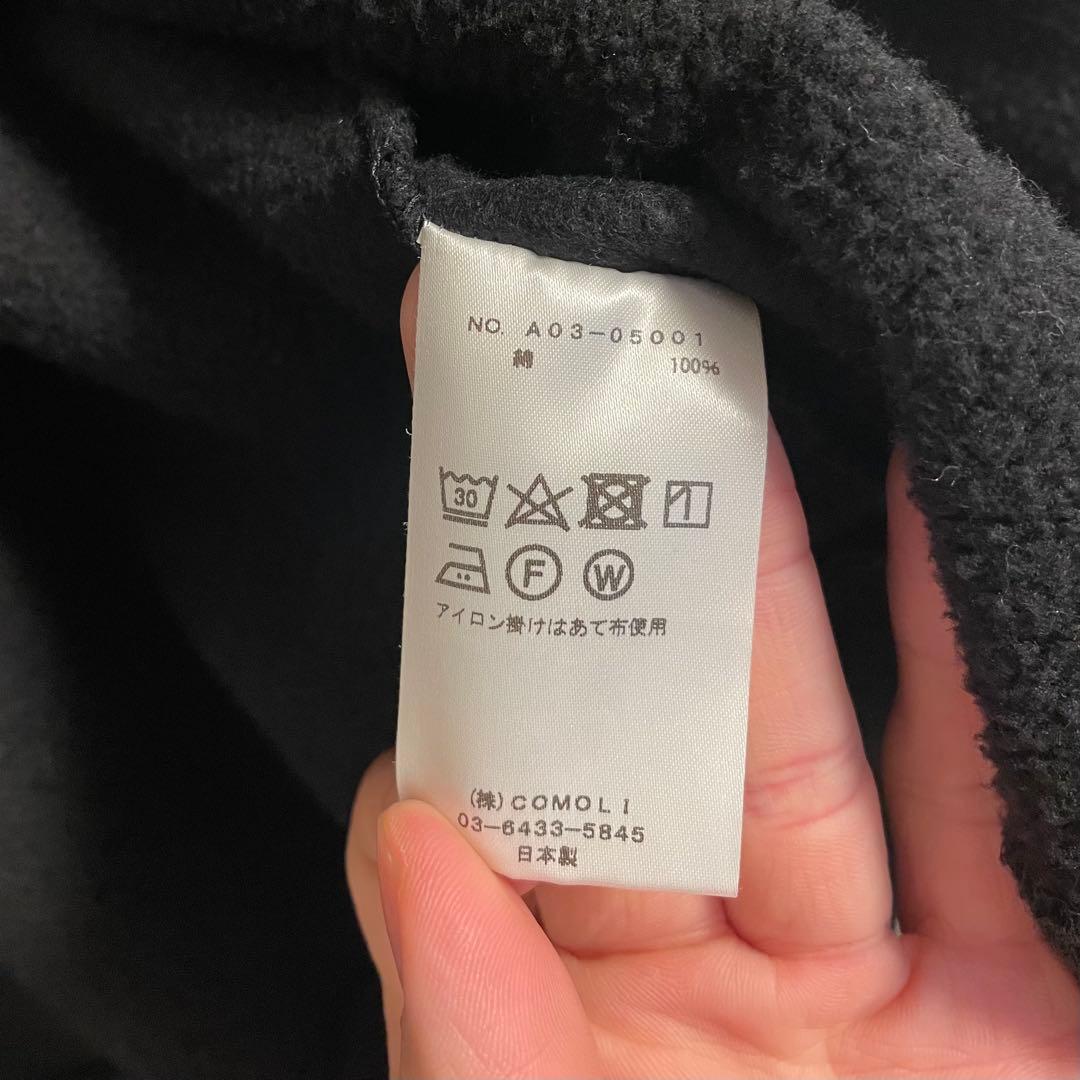 NO. A03-05001
綿 100%
30
F W
アイロン掛けはあて布使用
(株)COMOLI
03-6433-5845
日本製